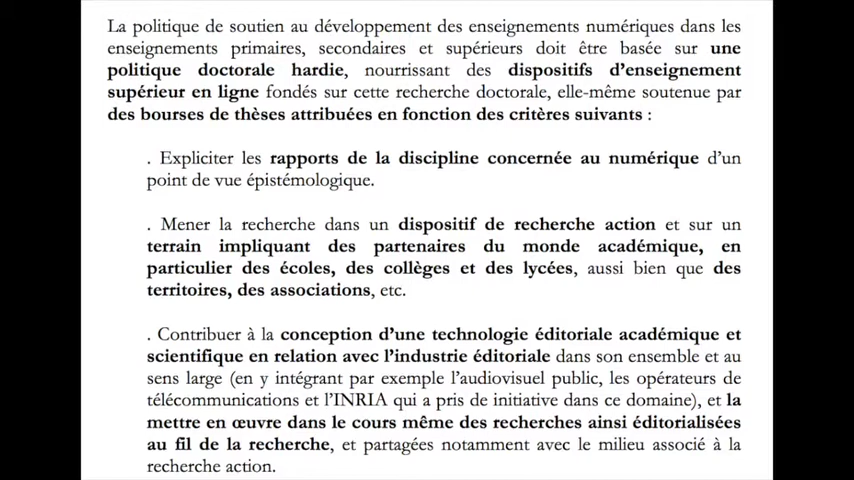 La politique de soutien au développement des enseignements numériques dans les
enseignements primaires, secondaires et supérieurs doit être basée sur une
politique doctorale hardie, nourrissant des dispositifs d'enseignement
supérieur en ligne fondés sur cette recherche doctorale, elle-même soutenue par
des bourses de thèses attribuées en fonction des critères suivants :
. Expliciter les rapports de la discipline concernée au numérique d'un
point de vue épistémologique.
. Mener la recherche dans un dispositif de recherche action et sur un
terrain impliquant des partenaires du monde académique, en
particulier des écoles, des collèges et des lycées, aussi bien que des
territoires, des associations, etc.
. Contribuer à la conception d'une technologie éditoriale académique et
scientifique en relation avec l'industrie éditoriale dans son ensemble et au
sens large (en y intégrant par exemple l'audiovisuel public, les opérateurs de
télécommunications et l'INRIA qui a pris de initiative dans ce domaine), et la
mettre en œuvre dans le cours même des recherches ainsi éditorialisées
au fil de la recherche, et partagées notamment avec le milieu associé à la
recherche action.